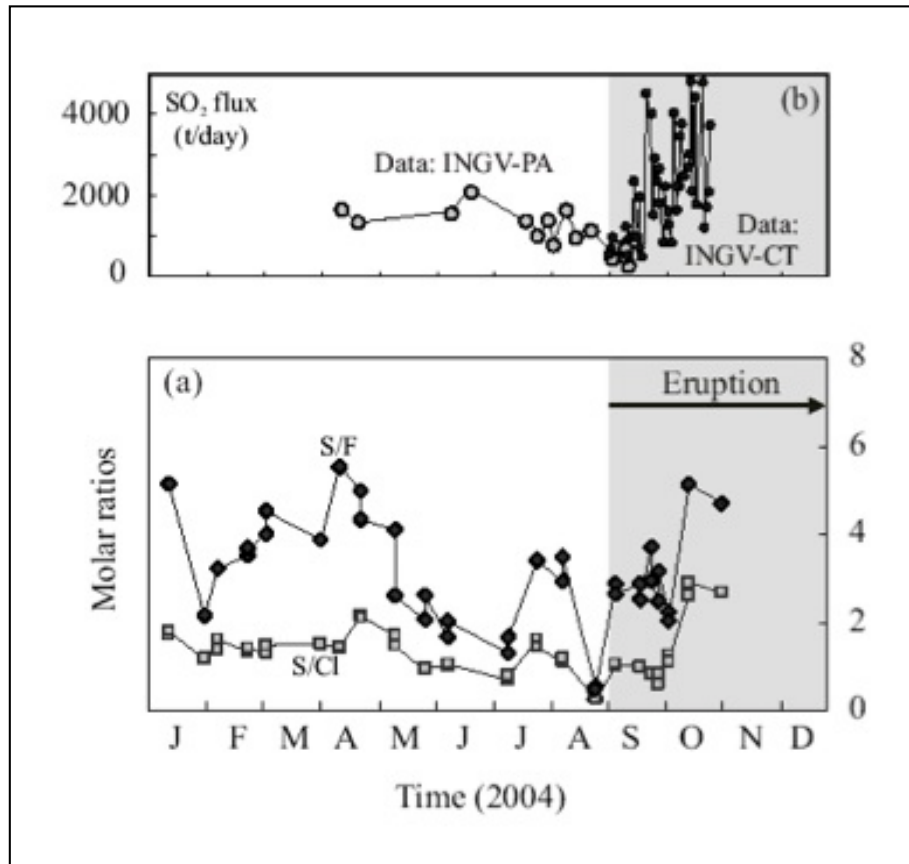 4000
2000
0
SO₂ flux
(t/day)
Data: INGV-PA
(b)
Data:
INGV-CT
(a)
Eruption
S/F
S/Cl
8
6
4
2
0
Molar ratios
J F M A M J J A S O N D
Time (2004)